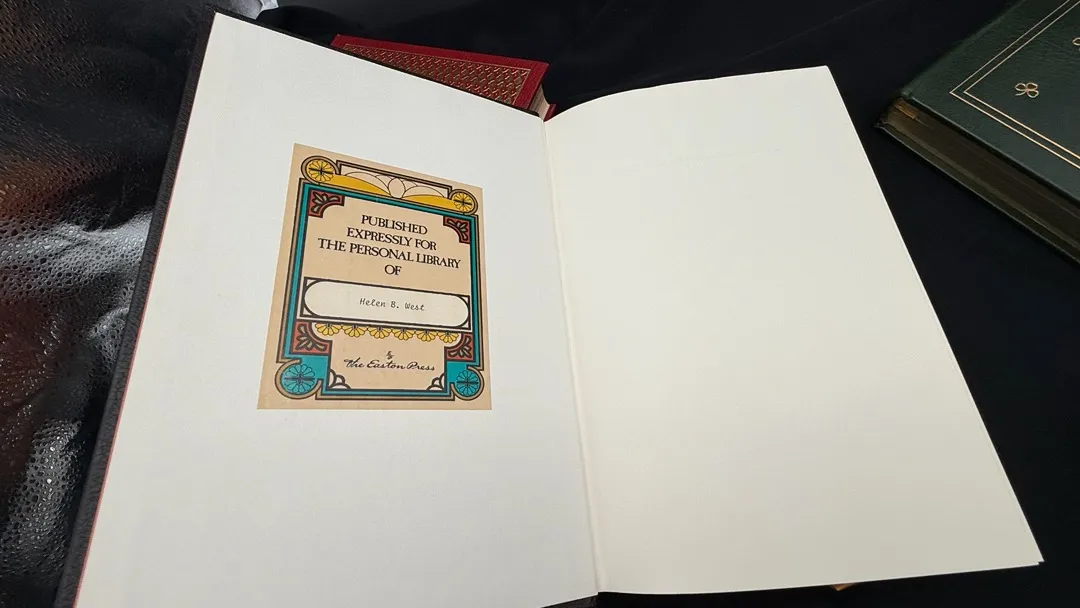 PUBLISHED
EXPRESSLY FOR
THE PERSONAL LIBRARY
OF
Helen B. West
by
The Easton Press